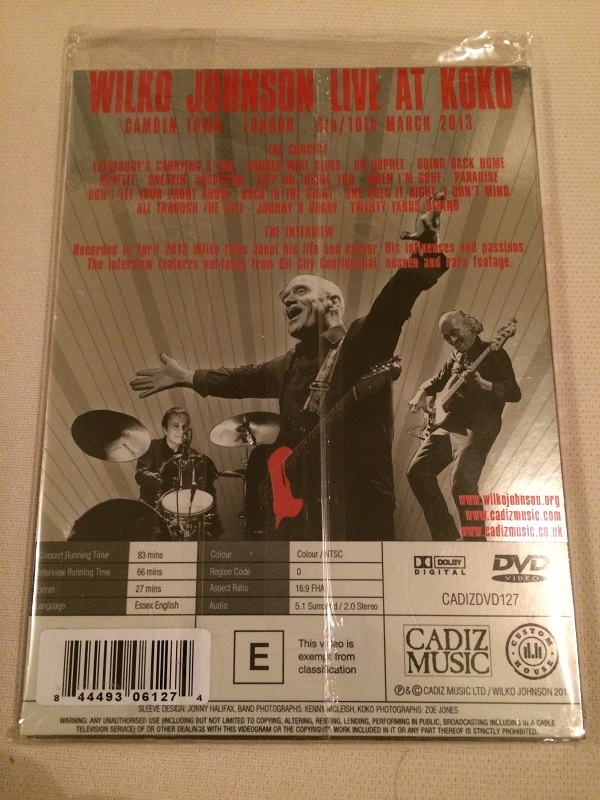 WILKO JOHNSON LIVE AT KOKO
CAMDEN TOWN LONDON . 9th/10th MARCH 2013
THE CONCERT
EVERYBODY'S CARRYING A GUN · BARBED WIRE BLUES · DR DUPREE · GOING BACK HOME
ROXETTE · SNEAKIN' SUSPICION · KEEP ON LOVING YOU · WHEN I'M GONE · PARADISE
DON'T LET YOUR DADDY KNOW · BACK IN THE NIGHT · SHE DOES IT RIGHT · DON'T MIND
ALL THROUGH THE CITY · JOHNNY B GOODE · TWENTY YARDS BEHIND
THE INTERVIEW
Recorded in April 2013 Wilko talks about his life and career. His influences and passions.
The interview features out-takes from Oil City Confidential, unseen and rare footage.
www.wilkojohnson.org
www.cadizmusic.com
www.cadizmusic.co.uk
Concert Running Time 83 mins Colour Colour / NTSC
Interview Running Time 66 mins Region Code 0
Extras 27 mins Aspect Ratio 16:9 FHA
Language Essex English Audio 5.1 Surround / 2.0 Stereo
DOLBY
DIGITAL
DVD
VIDEO
CADIZDVD127
8 44493 06127 4
E
This video is
exempt from
classification
CADIZ
MUSIC
CUSTOM
HOUSE
℗&© CADIZ MUSIC LTD / WILKO JOHNSON 201
SLEEVE DESIGN: JONNY HALIFAX, BAND PHOTOGRAPHS: KENNY MCLEISH, KOKO PHOTOGRAPHS: ZOE JONES
WARNING: ANY UNAUTHORISED USE (INCLUDING BUT NOT LIMITED TO COPYING, ALTERING, RENTING, LENDING, PERFORMING IN PUBLIC, BROADCASTING INCLUDING IN A CABLE
TELEVISION SERVICE) OF OR OTHER DEALINGS WITH THIS VIDEOGRAM OR THE COPYRIGHT WORK INCLUDED IN IT OR ANY PART THEREOF IS STRICTLY PROHIBITED.